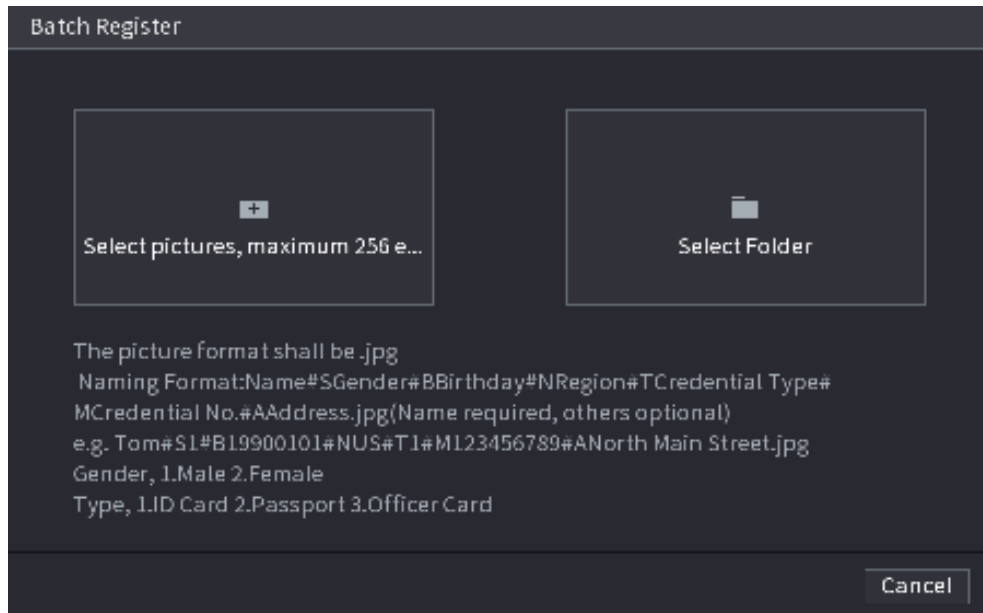 Batch Register
Select pictures, maximum 256 e...
Select Folder
The picture format shall be .jpg
Naming Format:Name#SGender#BBirthday#NRegion#TCredential Type#
MCredential No.#AAddress.jpg(Name required, others optional)
e.g. Tom#S1#B19900101#NUS#T1#M123456789#ANorth Main Street.jpg
Gender, 1.Male 2.Female
Type, 1.ID Card 2.Passport 3.Officer Card
Cancel